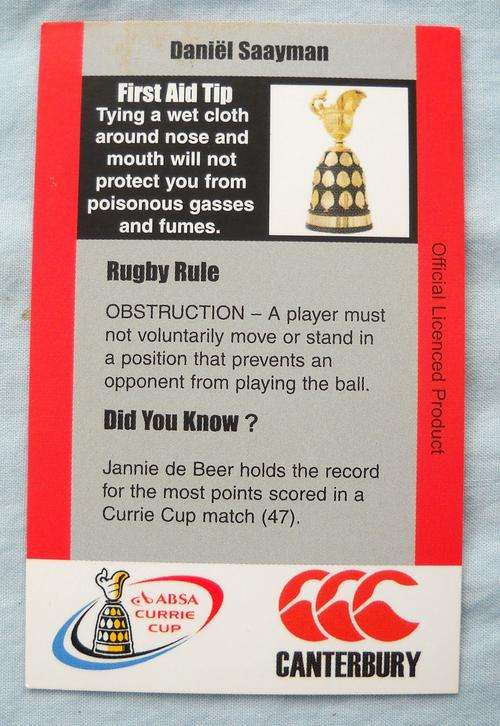 Daniël Saayman
First Aid Tip
Tying a wet cloth
around nose and
mouth will not
protect you from
poisonous gasses
and fumes.
Rugby Rule
OBSTRUCTION – A player must
not voluntarily move or stand in
a position that prevents an
opponent from playing the ball.
Did You Know ?
Jannie de Beer holds the record
for the most points scored in a
Currie Cup match (47).
Official Licenced Product
ABSA
CURRIE
CUP
CANTERBURY